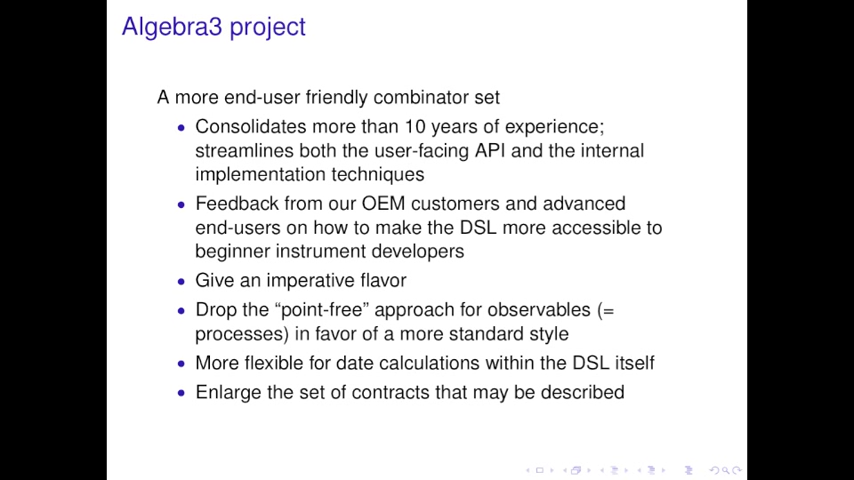 Algebra3 project
A more end-user friendly combinator set
• Consolidates more than 10 years of experience;
streamlines both the user-facing API and the internal
implementation techniques
• Feedback from our OEM customers and advanced
end-users on how to make the DSL more accessible to
beginner instrument developers
• Give an imperative flavor
• Drop the “point-free” approach for observables (=
processes) in favor of a more standard style
• More flexible for date calculations within the DSL itself
• Enlarge the set of contracts that may be described